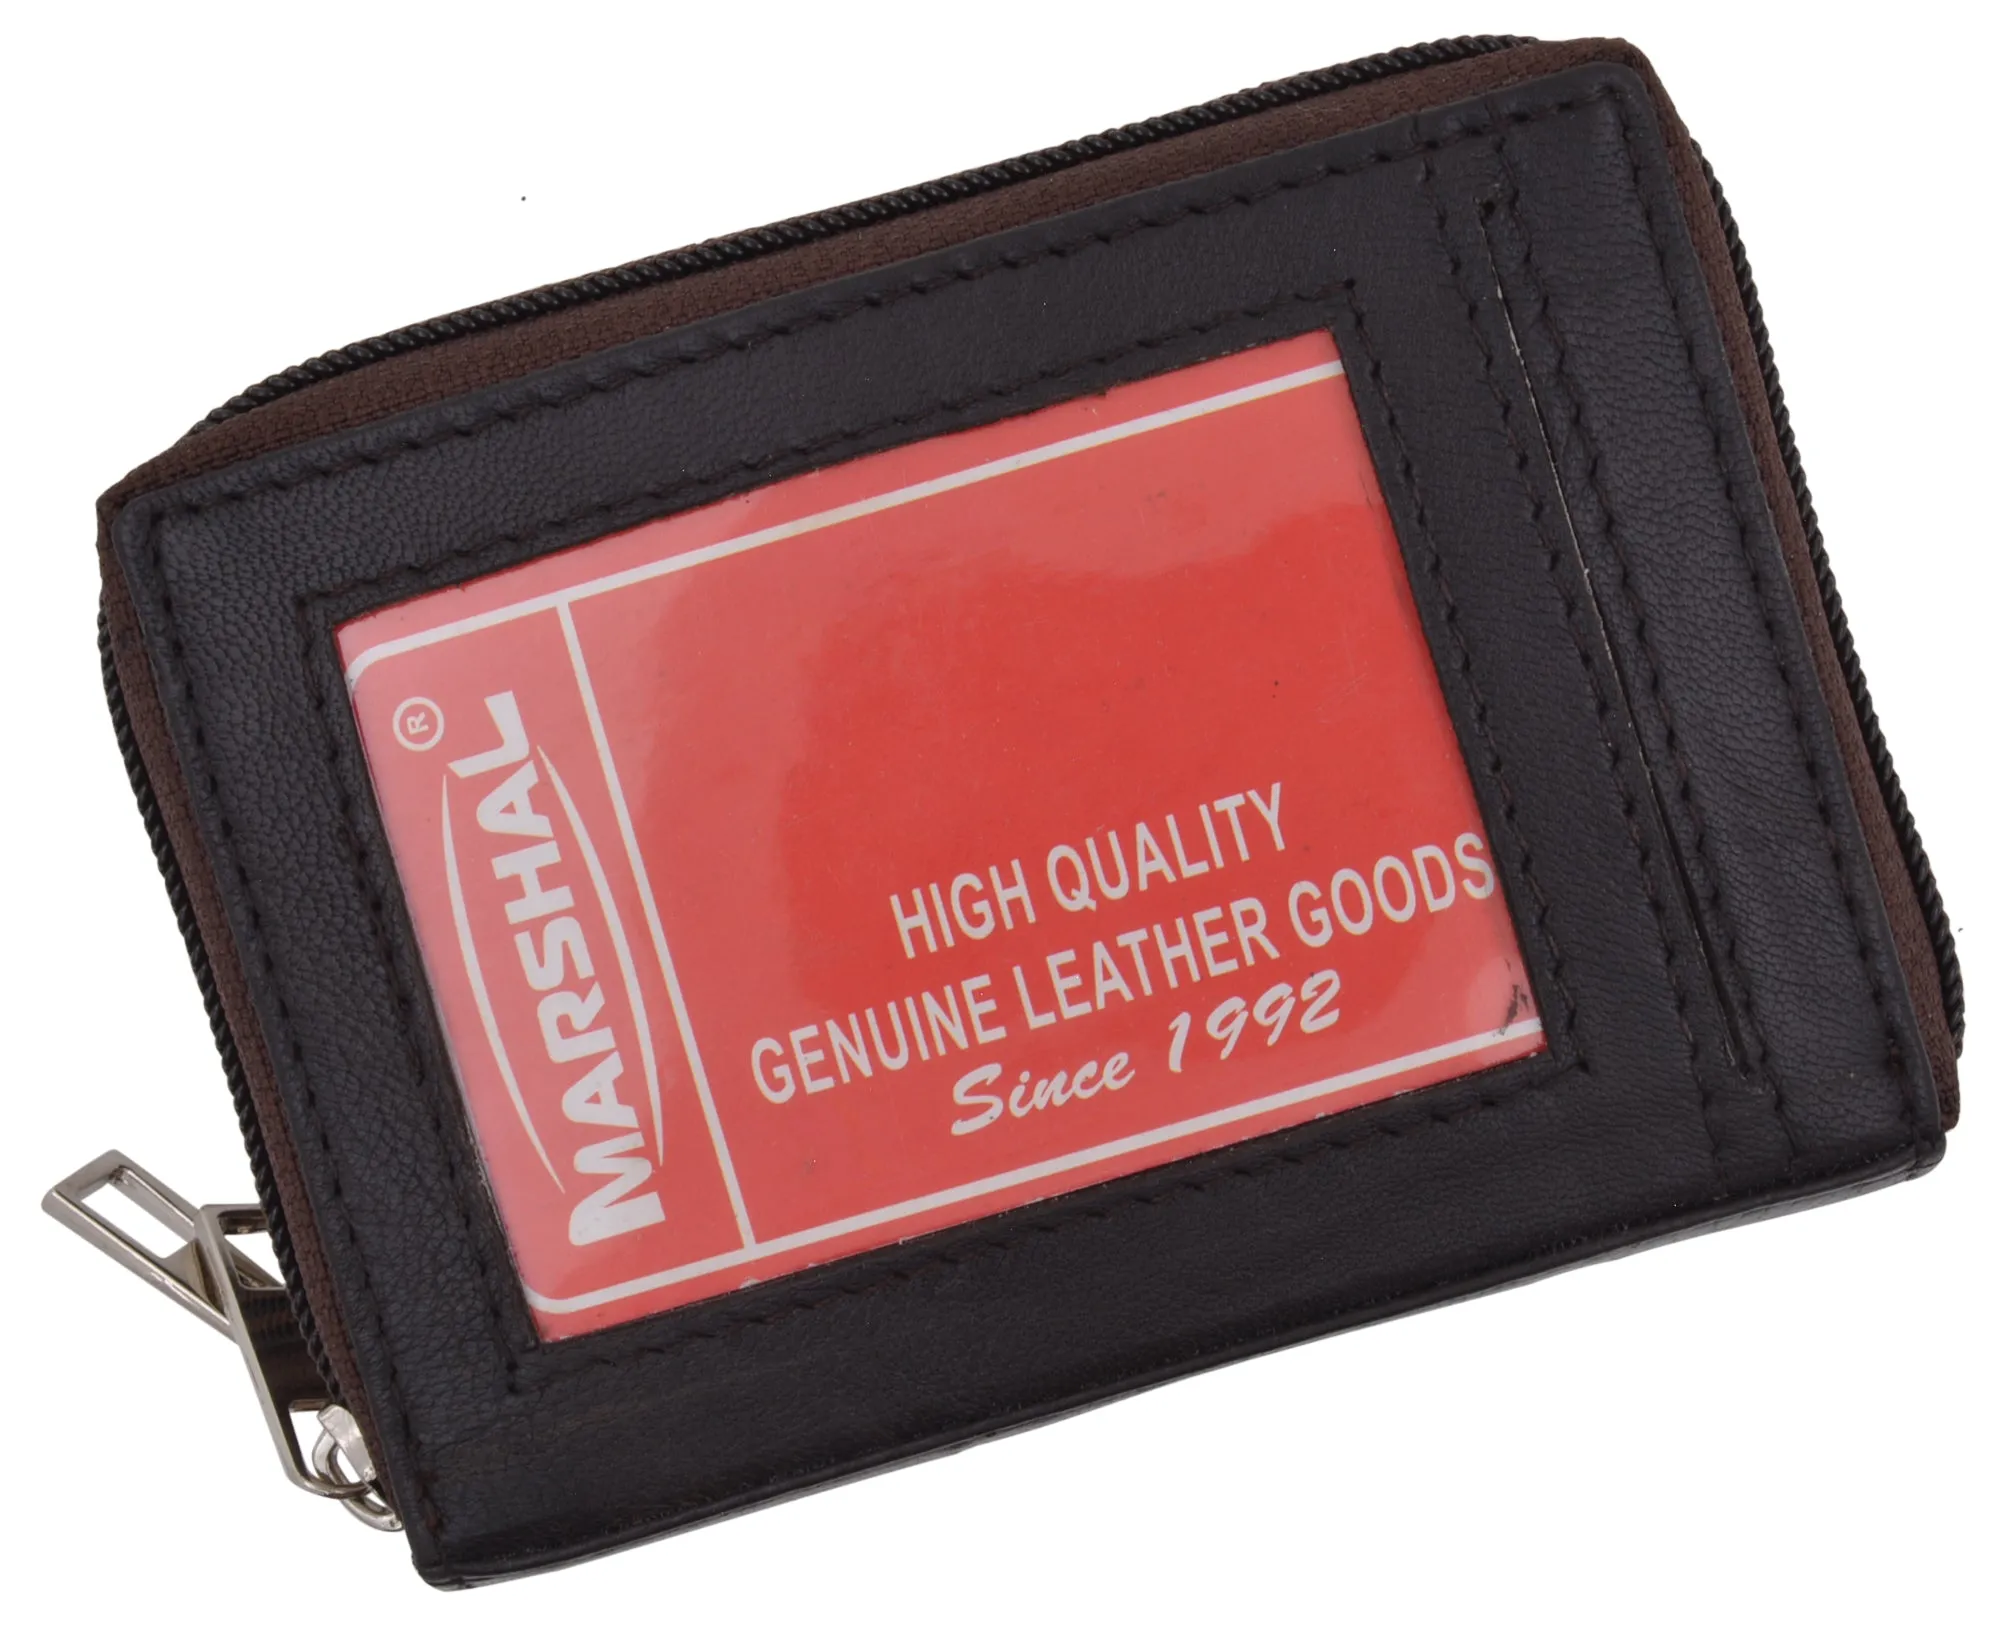 MARSHAL ®
HIGH QUALITY
GENUINE LEATHER GOODS
Since 1992